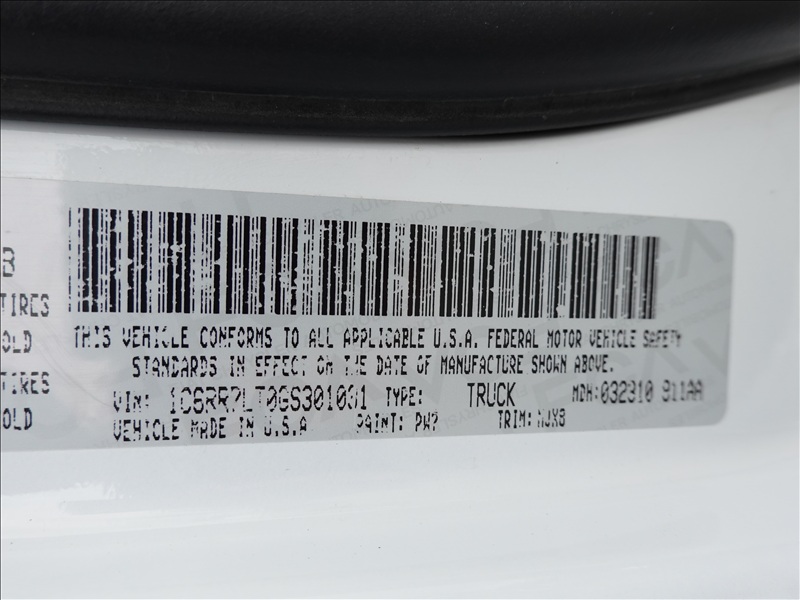 B
TIRES
OLD
TIRES
OLD
THIS VEHICLE CONFORMS TO ALL APPLICABLE U.S.A. FEDERAL MOTOR VEHICLE SAFETY
STANDARDS IN EFFECT ON THE DATE OF MANUFACTURE SHOWN ABOVE.
VIN: 1C6RR7LT0GS301001 TYPE: TRUCK MDH: 032310 911AA
VEHICLE MADE IN U.S.A PAINT: PW7 TRIM: AJX8